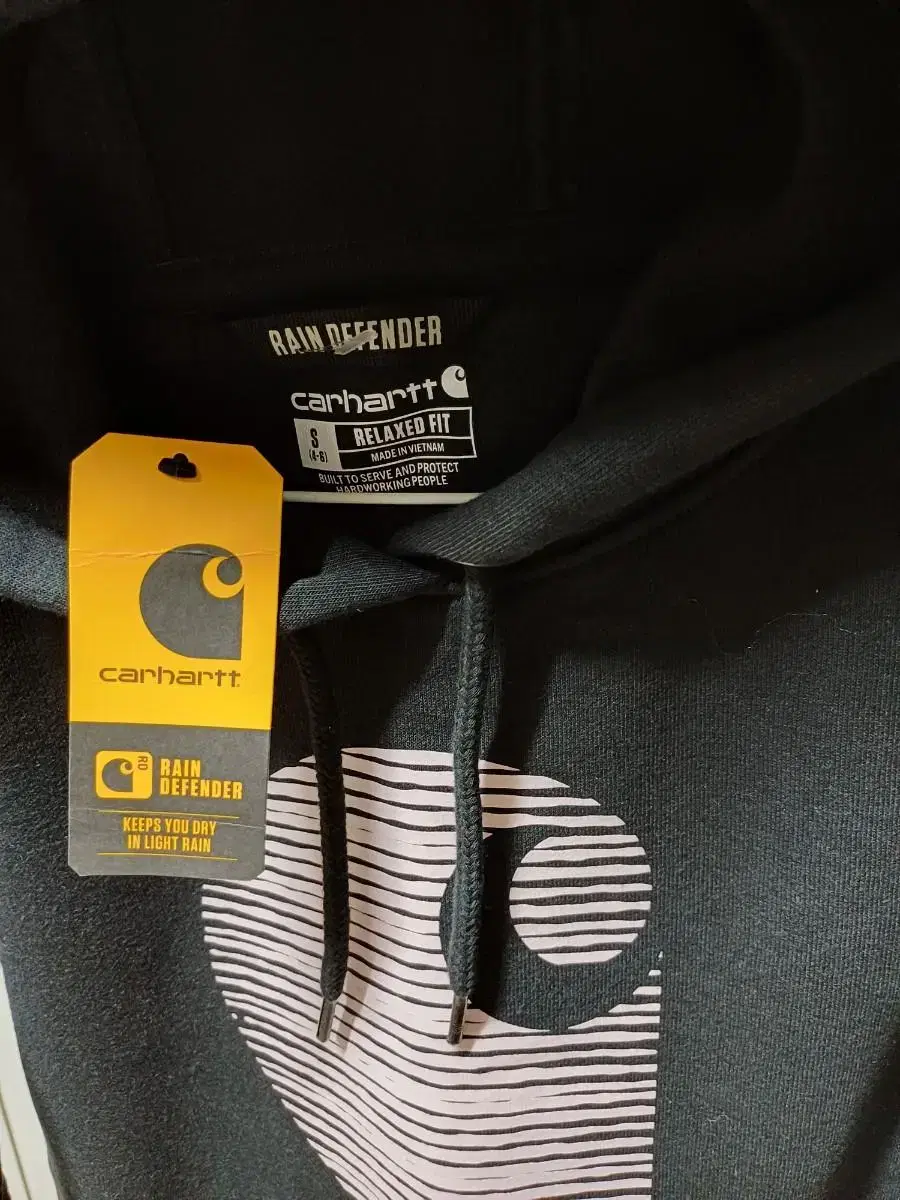 RAIN DEFENDER
carhartt
S
(4-6)
RELAXED FIT
MADE IN VIETNAM
BUILT TO SERVE AND PROTECT
HARDWORKING PEOPLE
carhartt
RD
RAIN
DEFENDER
KEEPS YOU DRY
IN LIGHT RAIN